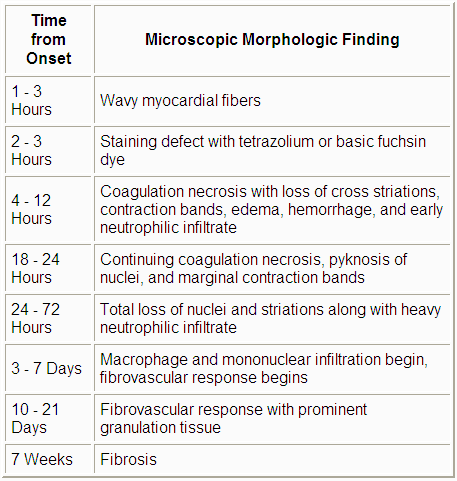 Time
from
Onset
Microscopic Morphologic Finding
1 - 3
Hours
Wavy myocardial fibers
2 - 3
Hours
Staining defect with tetrazolium or basic fuchsin
dye
4 - 12
Hours
Coagulation necrosis with loss of cross striations,
contraction bands, edema, hemorrhage, and early
neutrophilic infiltrate
18 - 24
Hours
Continuing coagulation necrosis, pyknosis of
nuclei, and marginal contraction bands
24 - 72
Hours
Total loss of nuclei and striations along with heavy
neutrophilic infiltrate
3 - 7 Days
Macrophage and mononuclear infiltration begin,
fibrovascular response begins
10 - 21
Days
Fibrovascular response with prominent
granulation tissue
7 Weeks
Fibrosis